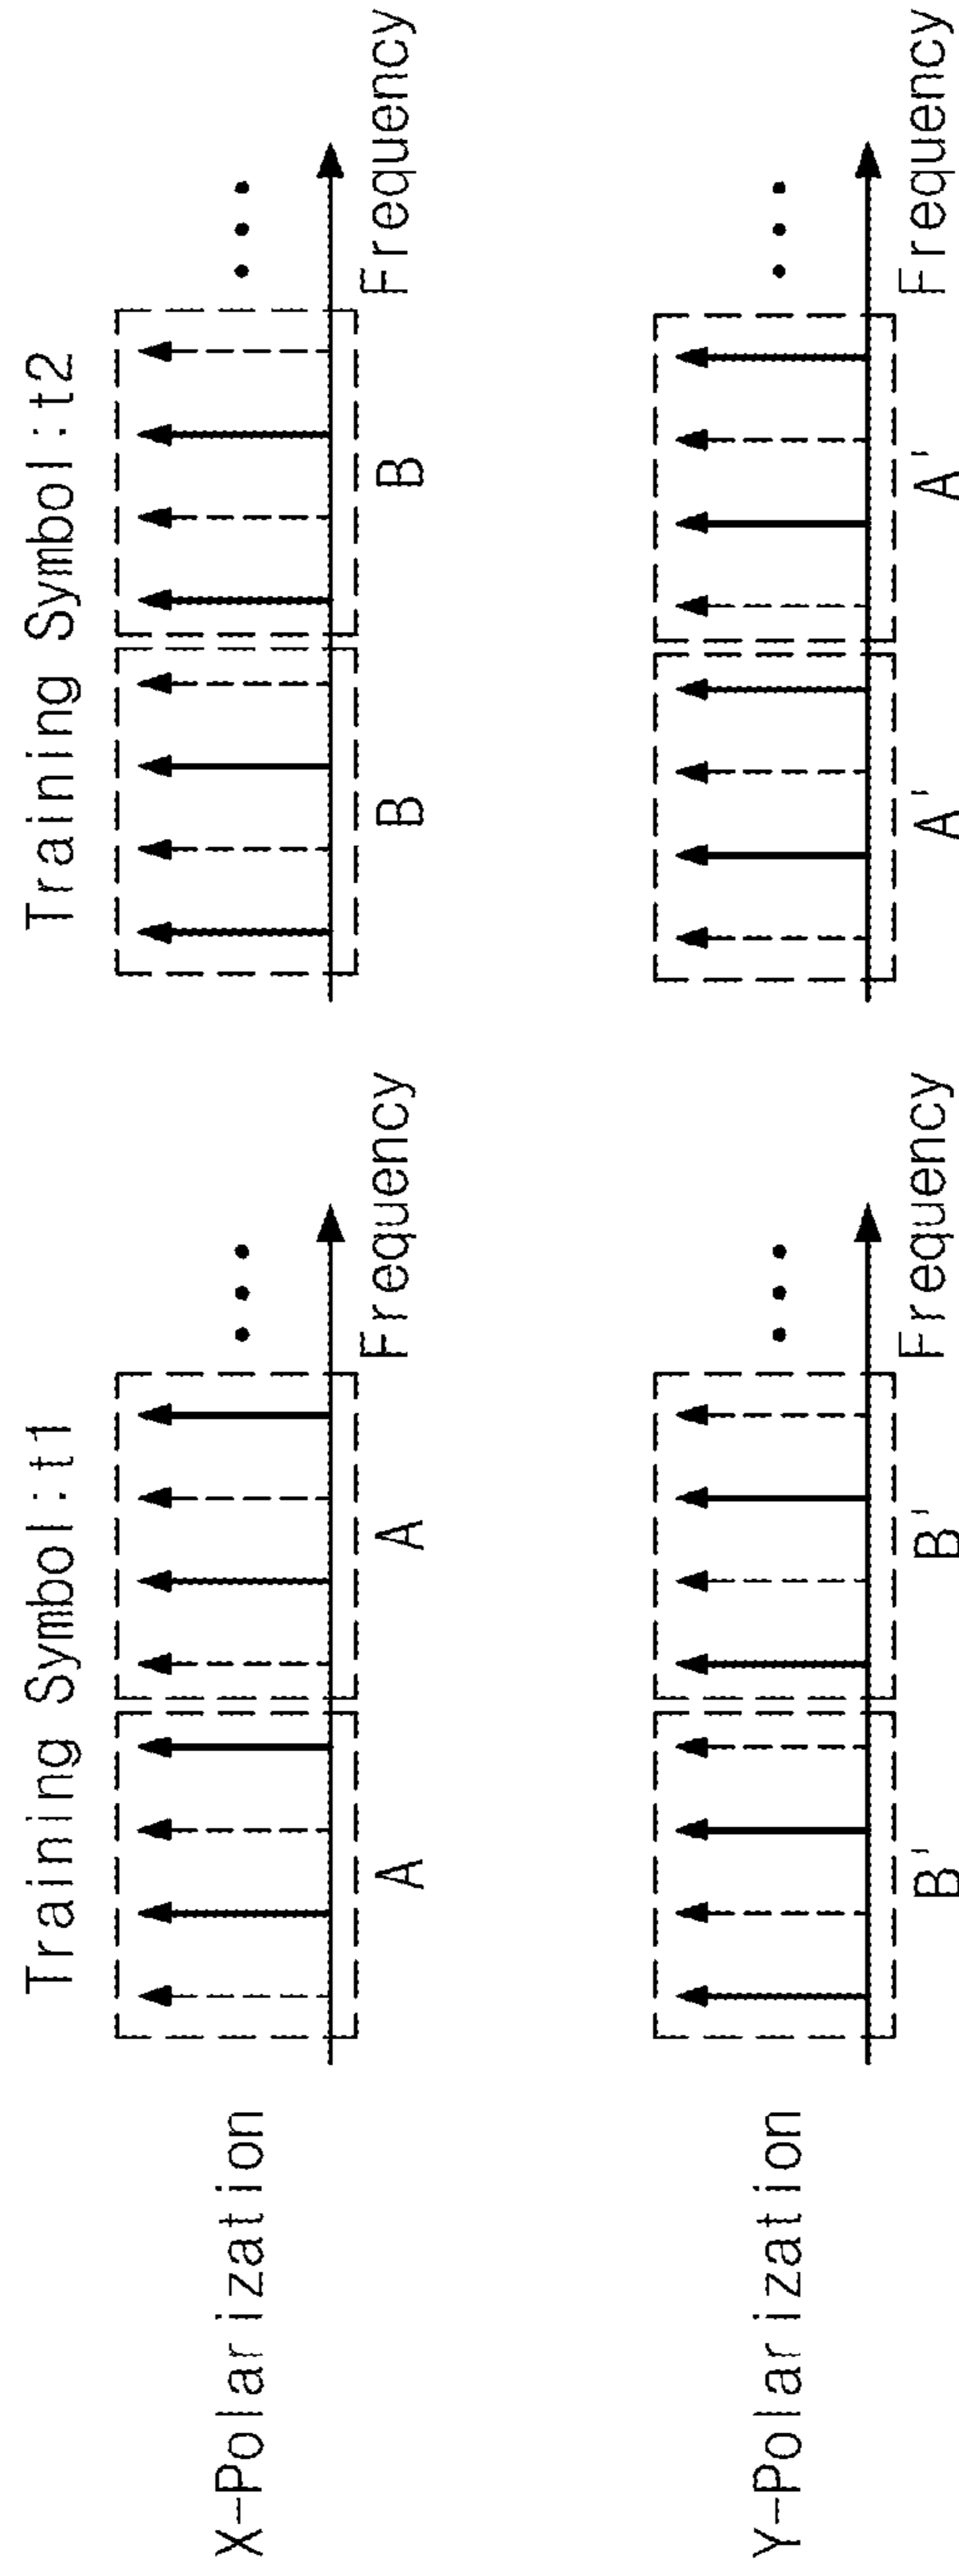 Training Symbol:t1
Training Symbol:t2
X-Polarization
A
A
Frequency
B
B
Frequency
Y-Polarization
B'
B'
Frequency
A'
A'
Frequency